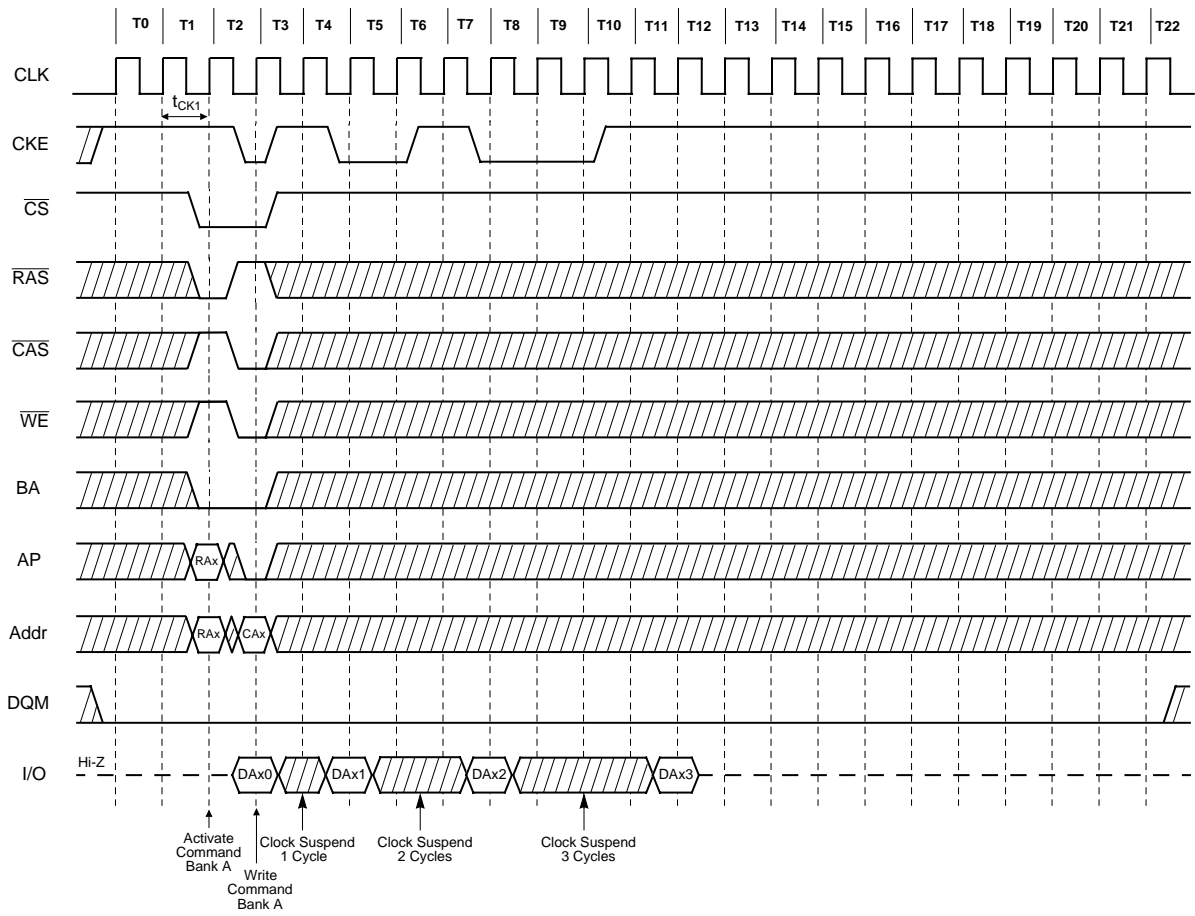 T0 T1 T2 T3 T4 T5 T6 T7 T8 T9 T10 T11 T12 T13 T14 T15 T16 T17 T18 T19 T20 T21 T22
CLK
tCK1
CKE
CS
RAS
CAS
WE
BA
AP
RAx
Addr
RAx CAx
DQM
I/O
Hi-Z
DAx0 DAx1 DAx2 DAx3
Activate
Command
Bank A
Write
Command
Bank A
Clock Suspend
1 Cycle
Clock Suspend
2 Cycles
Clock Suspend
3 Cycles